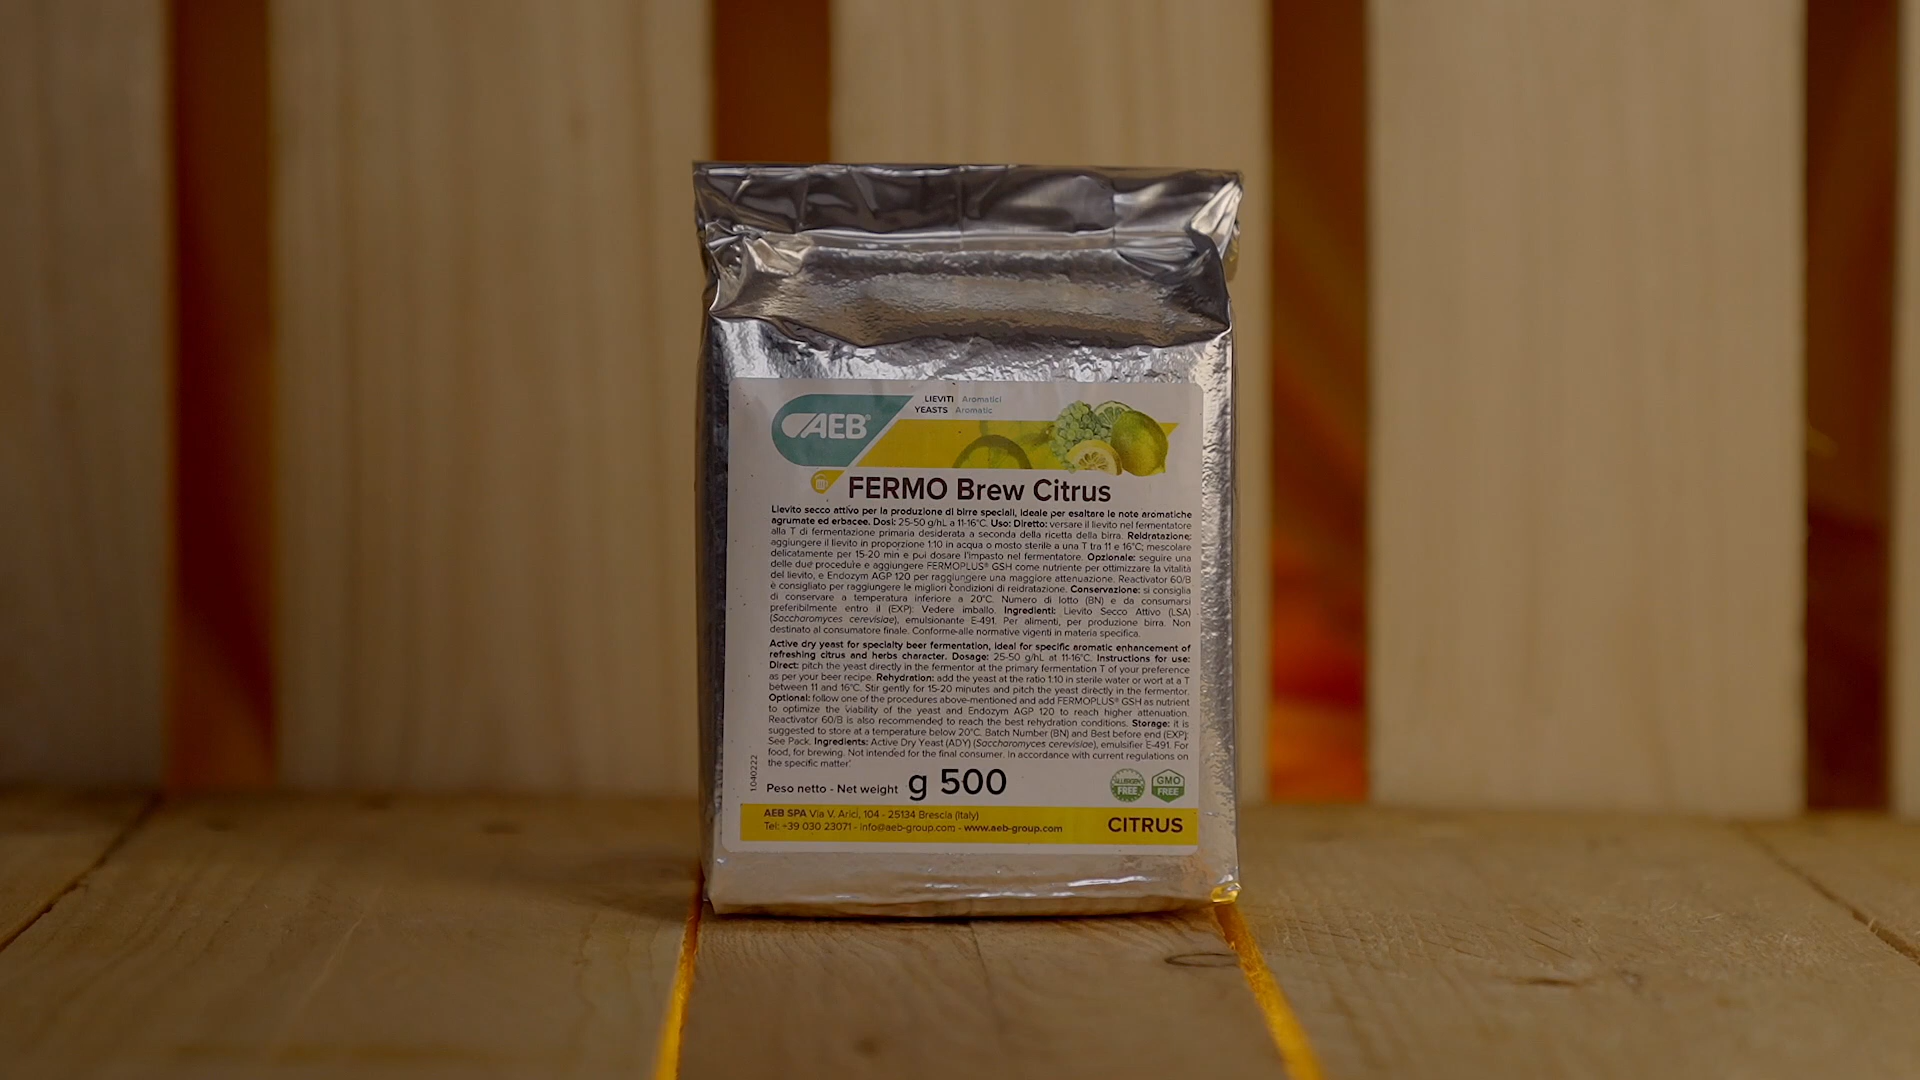 AEB®
LIEVITI Aromatici
YEASTS Aromatic
FERMO Brew Citrus
Lievito secco attivo per la produzione di birre speciali, ideale per esaltare le note aromatiche
agrumate ed erbacee. Dosi: 25-50 g/hL a 11-16°C. Uso: Diretto: versare il lievito nel fermentatore
alla T di fermentazione primaria desiderata a seconda della ricetta della birra. Reidratazione:
aggiungere il lievito in proporzione 1:10 in acqua o mosto sterile a una T tra 11 e 16°C; mescolare
delicatamente per 15-20 min e poi dosare l'impasto nel fermentatore. Opzionale: seguire una
delle due procedure e aggiungere FERMOPLUS® GSH come nutriente per ottimizzare la vitalità
del lievito, e Endozym AGP 120 per raggiungere una maggiore attenuazione. Reactivator 60/B
è consigliato per raggiungere le migliori condizioni di reidratazione. Conservazione: si consiglia
di conservare a temperatura inferiore a 20°C. Numero di lotto (BN) e da consumarsi
preferibilmente entro il (EXP): Vedere imballo. Ingredienti: Lievito Secco Attivo (LSA)
(Saccharomyces cerevisiae), emulsionante E-491. Per alimenti, per produzione birra. Non
destinato al consumatore finale. Conforme alle normative vigenti in materia specifica.
Active dry yeast for specialty beer fermentation, ideal for specific aromatic enhancement of
refreshing citrus and herbs character. Dosage: 25-50 g/hL at 11-16°C. Instructions for use:
Direct: pitch the yeast directly in the fermentor at the primary fermentation T of your preference
as per your beer recipe. Rehydration: add the yeast at the ratio 1:10 in sterile water or wort at a T
between 11 and 16°C. Stir gently for 15-20 minutes and pitch the yeast directly in the fermentor.
Optional: follow one of the procedures above-mentioned and add FERMOPLUS® GSH as nutrient
to optimize the viability of the yeast and Endozym AGP 120 to reach higher attenuation.
Reactivator 60/B is also recommended to reach the best rehydration conditions. Storage: it is
suggested to store at a temperature below 20°C. Batch Number (BN) and Best before end (EXP):
See Pack. Ingredients: Active Dry Yeast (ADY) (Saccharomyces cerevisiae), emulsifier E-491. For
food, for brewing. Not intended for the final consumer. In accordance with current regulations on
the specific matter.
1.040222
Peso netto - Net weight g 500
ALLERGEN FREE
GMO FREE
AEB SPA Via V. Arici, 104 - 25134 Brescia (Italy)
Tel: +39 030 23071 - info@aeb-group.com - www.aeb-group.com
CITRUS